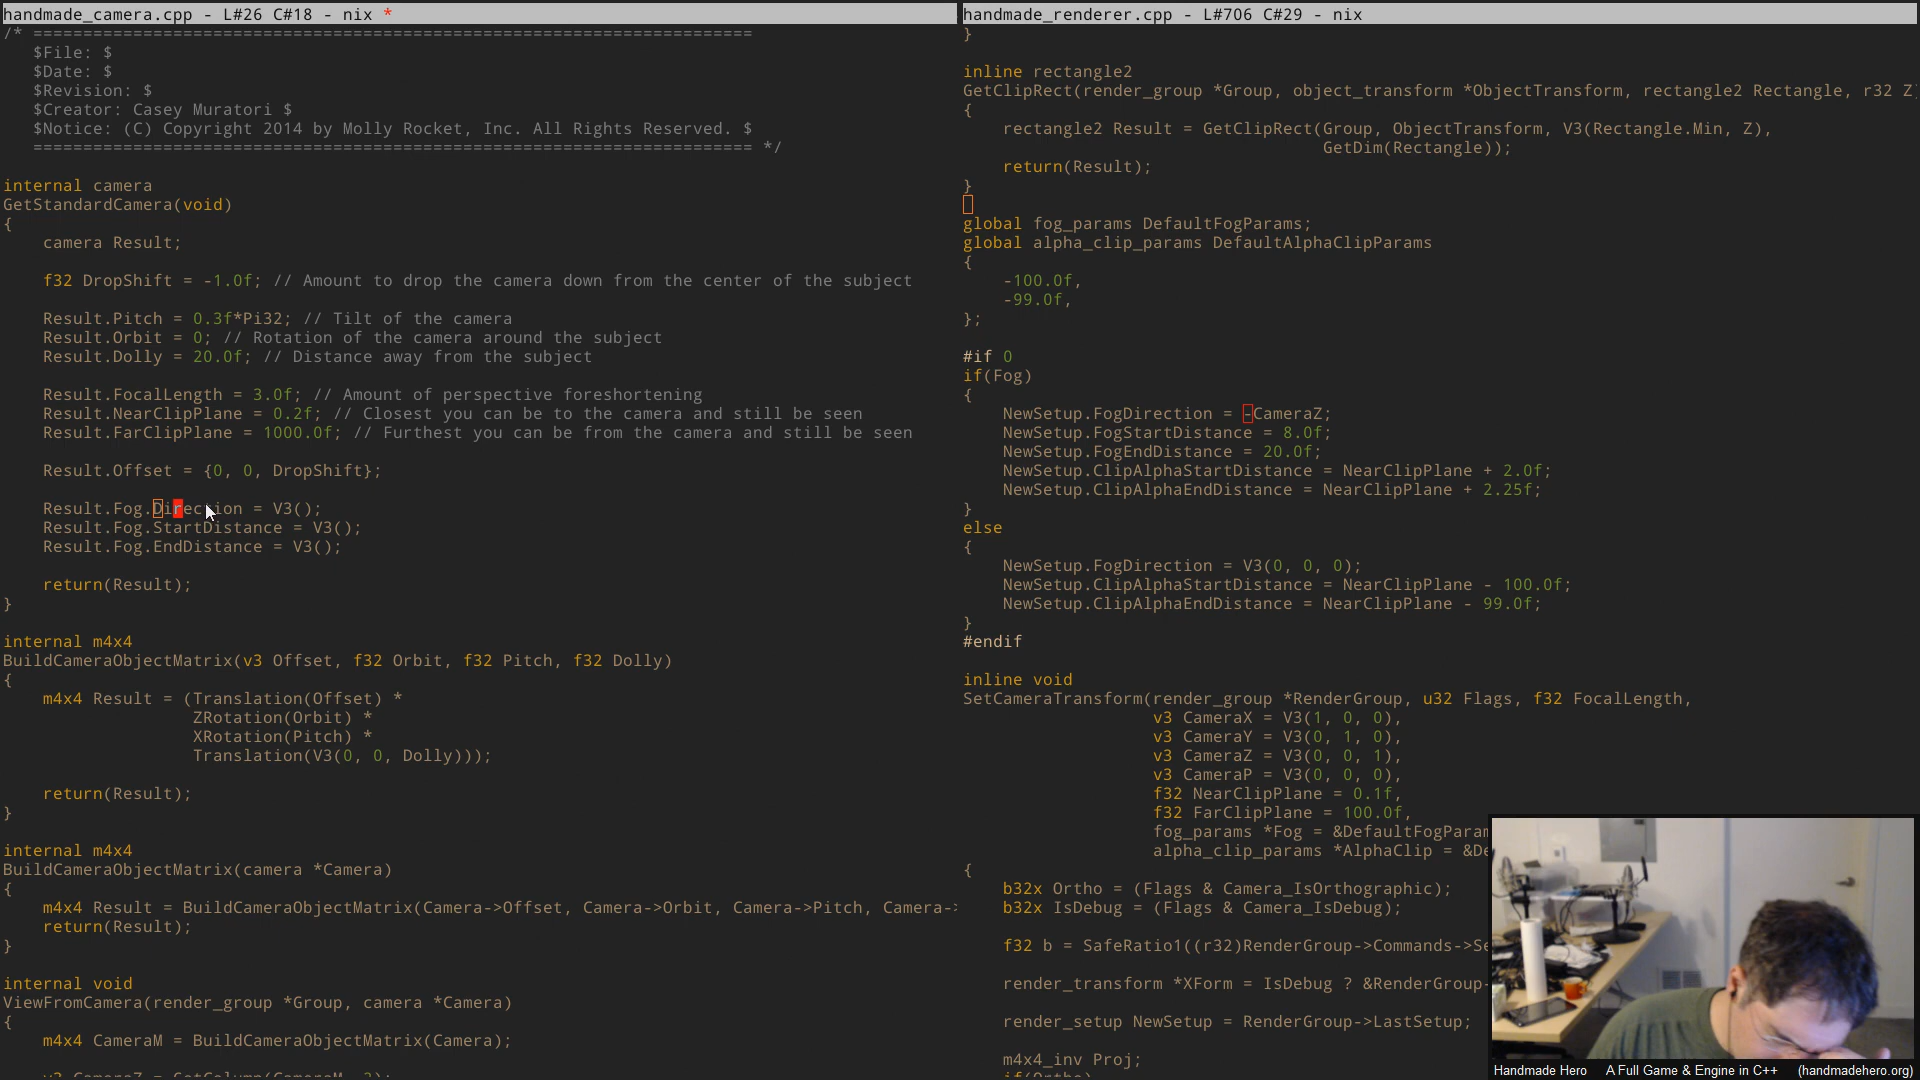 handmade_camera.cpp - L#26 C#18 - nix *
/* ========================================================================
$File: $
$Date: $
$Revision: $
$Creator: Casey Muratori $
$Notice: (C) Copyright 2014 by Molly Rocket, Inc. All Rights Reserved. $
======================================================================== */
internal camera
GetStandardCamera(void)
{
camera Result;
f32 DropShift = -1.0f; // Amount to drop the camera down from the center of the subject
Result.Pitch = 0.3f*Pi32; // Tilt of the camera
Result.Orbit = 0; // Rotation of the camera around the subject
Result.Dolly = 20.0f; // Distance away from the subject
Result.FocalLength = 3.0f; // Amount of perspective foreshortening
Result.NearClipPlane = 0.2f; // Closest you can be to the camera and still be seen
Result.FarClipPlane = 1000.0f; // Furthest you can be from the camera and still be seen
Result.Offset = {0, 0, DropShift};
Result.Fog.Direction = V3();
Result.Fog.StartDistance = V3();
Result.Fog.EndDistance = V3();
return(Result);
}
internal m4x4
BuildCameraObjectMatrix(v3 Offset, f32 Orbit, f32 Pitch, f32 Dolly)
{
m4x4 Result = (Translation(Offset) *
ZRotation(Orbit) *
XRotation(Pitch) *
Translation(V3(0, 0, Dolly)));
return(Result);
}
internal m4x4
BuildCameraObjectMatrix(camera *Camera)
{
m4x4 Result = BuildCameraObjectMatrix(Camera->Offset, Camera->Orbit, Camera->Pitch, Camera->
return(Result);
}
internal void
ViewFromCamera(render_group *Group, camera *Camera)
{
m4x4 CameraM = BuildCameraObjectMatrix(Camera);
handmade_renderer.cpp - L#706 C#29 - nix
}
inline rectangle2
GetClipRect(render_group *Group, object_transform *ObjectTransform, rectangle2 Rectangle, r32 Z)
{
rectangle2 Result = GetClipRect(Group, ObjectTransform, V3(Rectangle.Min, Z),
GetDim(Rectangle));
return(Result);
}
global fog_params DefaultFogParams;
global alpha_clip_params DefaultAlphaClipParams
{
-100.0f,
-99.0f,
};
#if 0
if(Fog)
{
NewSetup.FogDirection = -CameraZ;
NewSetup.FogStartDistance = 8.0f;
NewSetup.FogEndDistance = 20.0f;
NewSetup.ClipAlphaStartDistance = NearClipPlane + 2.0f;
NewSetup.ClipAlphaEndDistance = NearClipPlane + 2.25f;
}
else
{
NewSetup.FogDirection = V3(0, 0, 0);
NewSetup.ClipAlphaStartDistance = NearClipPlane - 100.0f;
NewSetup.ClipAlphaEndDistance = NearClipPlane - 99.0f;
}
#endif
inline void
SetCameraTransform(render_group *RenderGroup, u32 Flags, f32 FocalLength,
v3 CameraX = V3(1, 0, 0),
v3 CameraY = V3(0, 1, 0),
v3 CameraZ = V3(0, 0, 1),
v3 CameraP = V3(0, 0, 0),
f32 NearClipPlane = 0.1f,
f32 FarClipPlane = 100.0f,
fog_params *Fog = &DefaultFogParam
alpha_clip_params *AlphaClip = &De
{
b32x Ortho = (Flags & Camera_IsOrthographic);
b32x IsDebug = (Flags & Camera_IsDebug);
f32 b = SafeRatio1((r32)RenderGroup->Commands->Se
render_transform *XForm = IsDebug ? &RenderGroup-
render_setup NewSetup = RenderGroup->LastSetup;
m4x4_inv Proj;
Handmade Hero A Full Game & Engine in C++ (handmadehero.org)